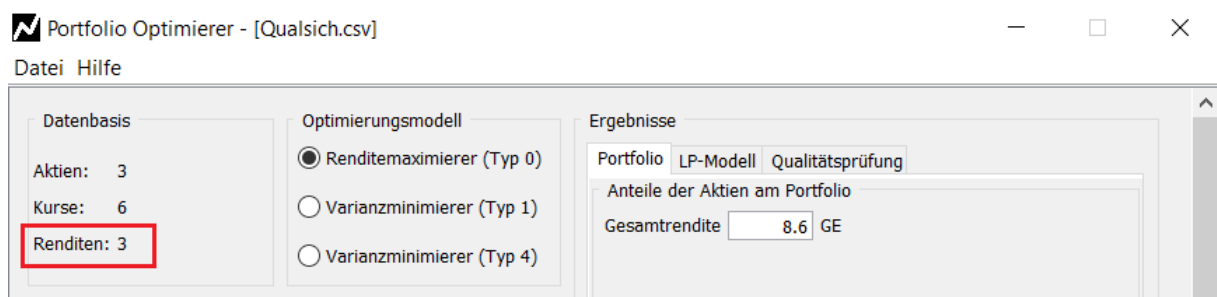 Portfolio Optimierer - [Qualsich.csv]
Datei Hilfe
Datenbasis
Aktien: 3
Kurse: 6
Renditen: 3
Optimierungsmodell
Renditemaximierer (Typ 0)
Varianzminimierer (Typ 1)
Varianzminimierer (Typ 4)
Ergebnisse
Portfolio LP-Modell Qualitätsprüfung
Anteile der Aktien am Portfolio
Gesamtrendite 8.6 GE